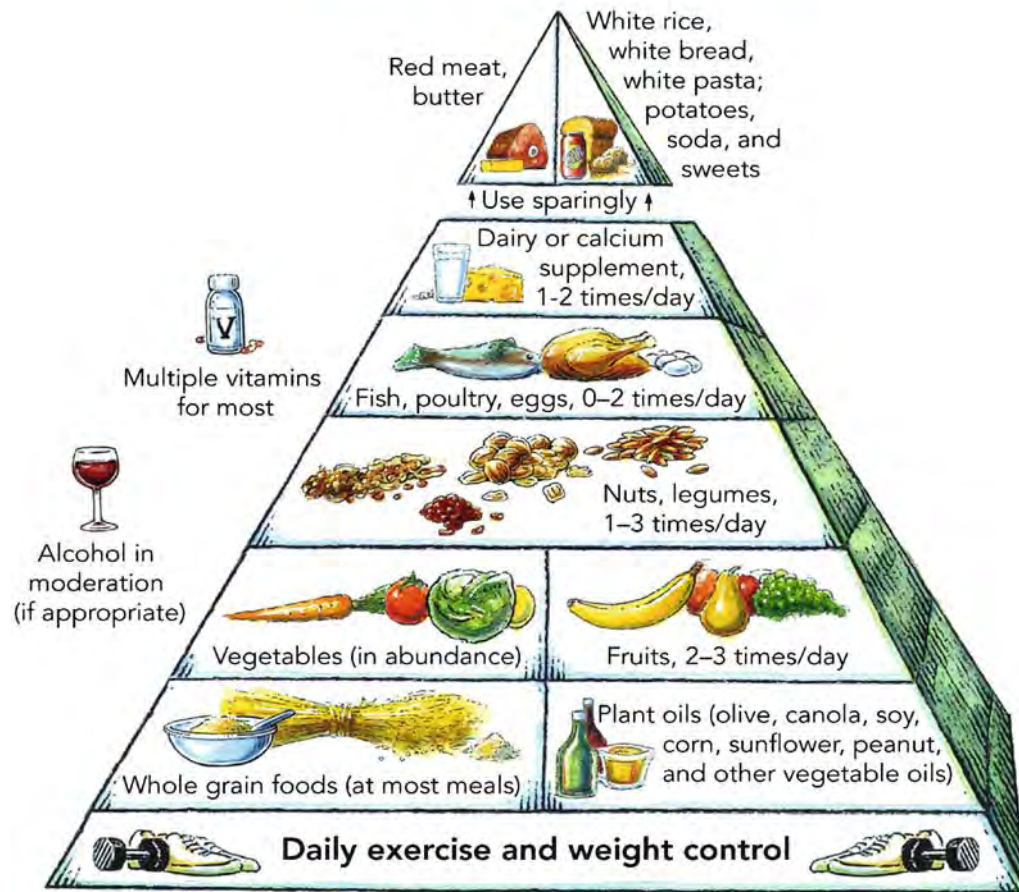 Red meat,
butter
White rice,
white bread,
white pasta;
potatoes,
soda, and
sweets
Use sparingly
Dairy or calcium
supplement,
1-2 times/day
V
Multiple vitamins
for most
Fish, poultry, eggs, 0–2 times/day
Nuts, legumes,
1–3 times/day
Alcohol in
moderation
(if appropriate)
Vegetables (in abundance)
Fruits, 2–3 times/day
Whole grain foods (at most meals)
Plant oils (olive, canola, soy,
corn, sunflower, peanut,
and other vegetable oils)
Daily exercise and weight control